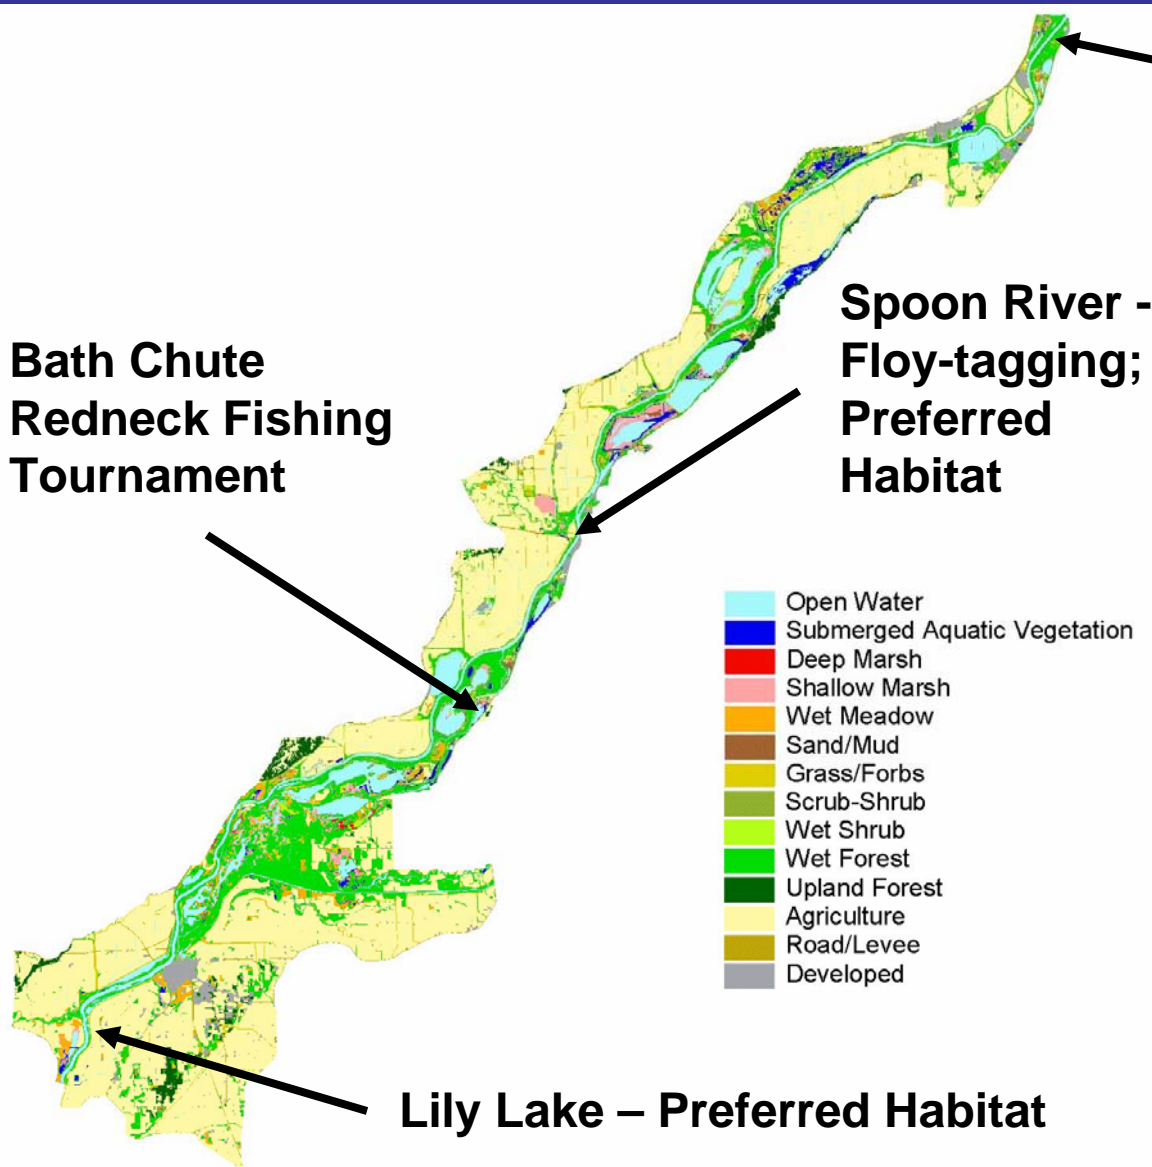 Spoon River -
Floy-tagging;
Preferred
Habitat
Bath Chute
Redneck Fishing
Tournament
Open Water
Submerged Aquatic Vegetation
Deep Marsh
Shallow Marsh
Wet Meadow
Sand/Mud
Grass/Forbs
Scrub-Shrub
Wet Shrub
Wet Forest
Upland Forest
Agriculture
Road/Levee
Developed
Lily Lake – Preferred Habitat